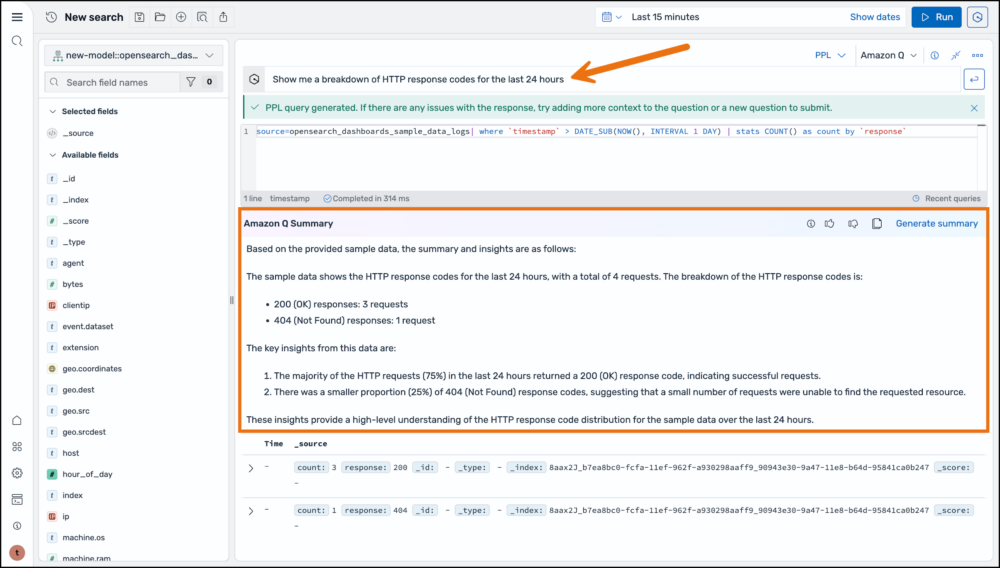 New search
Last 15 minutes
Show dates
Run
new-model::opensearch_das...
Search field names
0
Selected fields
</> _source
Available fields
t _id
t _index
# _score
t _type
t agent
# bytes
IP clientip
t event.dataset
t extension
geo.coordinates
t geo.dest
t geo.src
t geo.srcdest
t host
# hour_of_day
t index
IP ip
t machine.os
# machine.ram
t
PPL
Amazon Q
Show me a breakdown of HTTP response codes for the last 24 hours
PPL query generated. If there are any issues with the response, try adding more context to the question or a new question to submit.
1 source=opensearch_dashboards_sample_data_logs| where `timestamp` > DATE_SUB(NOW(), INTERVAL 1 DAY) | stats COUNT() as count by `response`
1 line timestamp Completed in 314 ms
Recent queries
Amazon Q Summary
Generate summary
Based on the provided sample data, the summary and insights are as follows:
The sample data shows the HTTP response codes for the last 24 hours, with a total of 4 requests. The breakdown of the HTTP response codes is:
• 200 (OK) responses: 3 requests
• 404 (Not Found) responses: 1 request
The key insights from this data are:
1. The majority of the HTTP requests (75%) in the last 24 hours returned a 200 (OK) response code, indicating successful requests.
2. There was a smaller proportion (25%) of 404 (Not Found) response codes, suggesting that a small number of requests were unable to find the requested resource.
These insights provide a high-level understanding of the HTTP response code distribution for the sample data over the last 24 hours.
Time _source
- count: 3 response: 200 _id: - _type: - _index: 8aax2J_b7ea8bc0-fcfa-11ef-962f-a930298aaff9_90943e30-9a47-11e8-b64d-95841ca0b247 _score:
-
- count: 1 response: 404 _id: - _type: - _index: 8aax2J_b7ea8bc0-fcfa-11ef-962f-a930298aaff9_90943e30-9a47-11e8-b64d-95841ca0b247 _score:
-